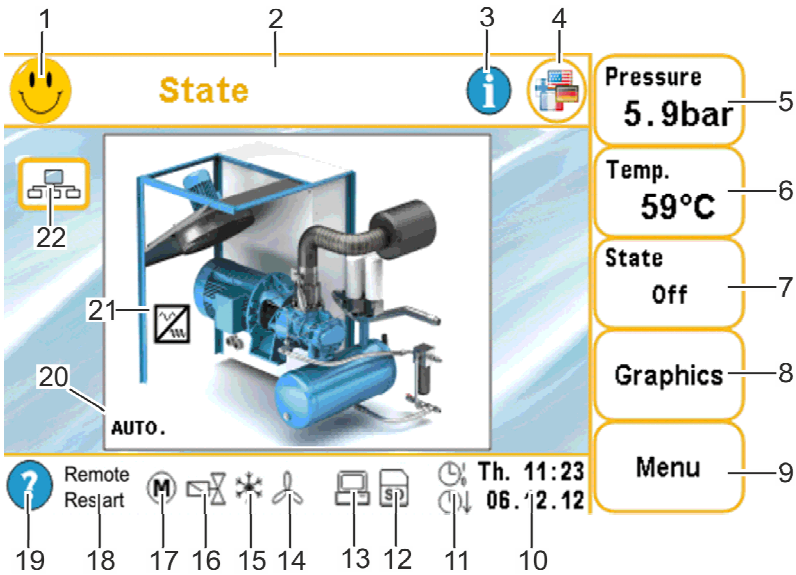 1
2
3
4
State
i
Pressure
5.9bar
5
Temp.
59°C
6
State
Off
7
Graphics
8
Menu
9
22
21
20
AUTO.
?
Remote
Restart
M
SD
Th. 11:23
06.12.12
19
18
17
16
15
14
13
12
11
10